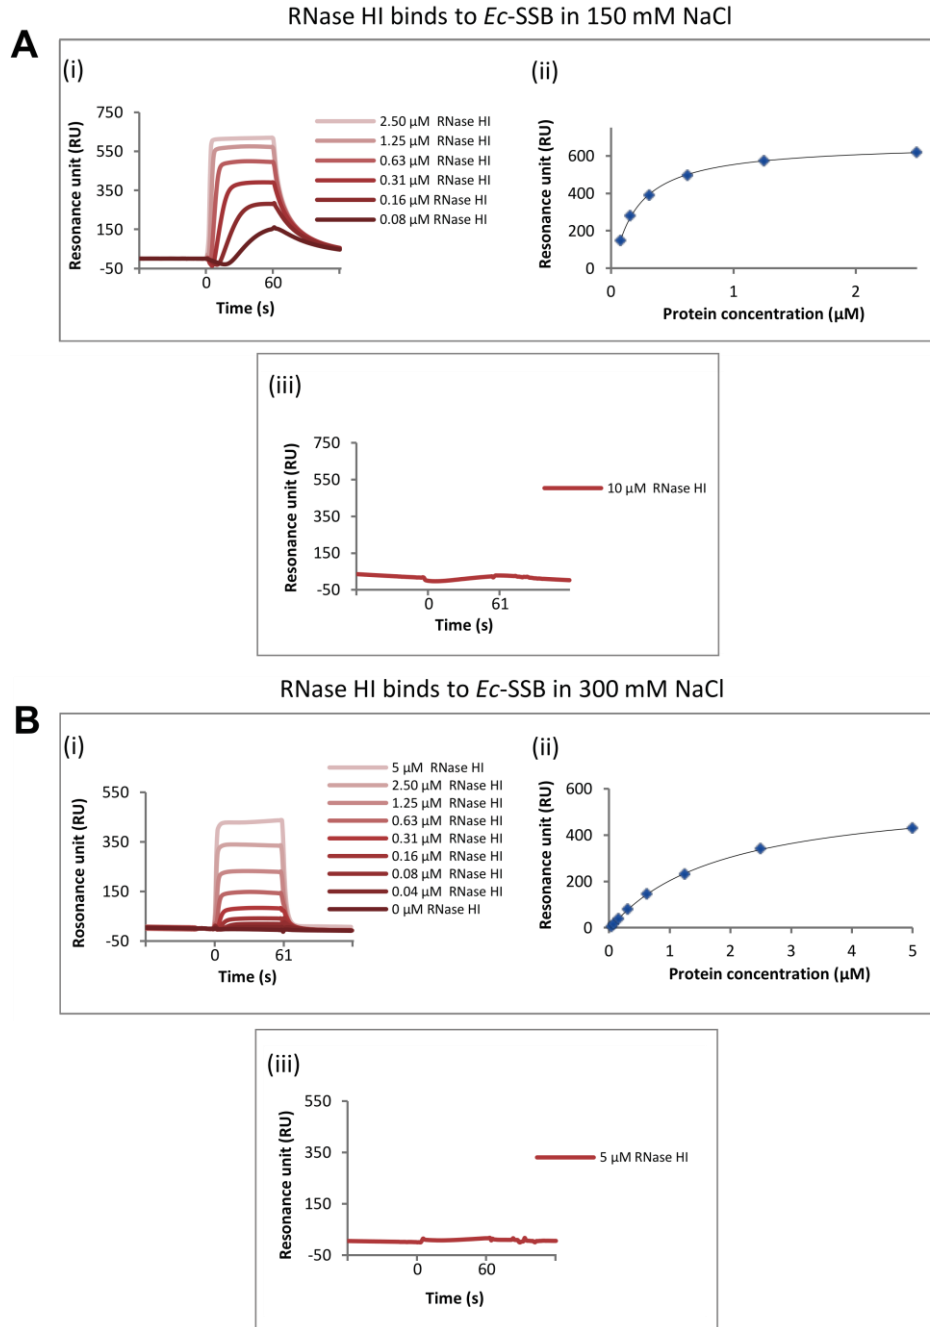 RNase HI binds to Ec-SSB in 150 mM NaCl
A
(i)
750
550
350
150
-50
Resonance unit (RU)
0
60
Time (s)
2.50 µM RNase HI
1.25 µM RNase HI
0.63 µM RNase HI
0.31 µM RNase HI
0.16 µM RNase HI
0.08 µM RNase HI
(ii)
600
400
200
0
Resonance unit (RU)
0
1
2
Protein concentration (µM)
(iii)
750
550
350
150
-50
Resonance unit (RU)
0
61
Time (s)
10 µM RNase HI
RNase HI binds to Ec-SSB in 300 mM NaCl
B
(i)
550
350
150
-50
Rosonance unit (RU)
0
61
Time (s)
5 µM RNase HI
2.50 µM RNase HI
1.25 µM RNase HI
0.63 µM RNase HI
0.31 µM RNase HI
0.16 µM RNase HI
0.08 µM RNase HI
0.04 µM RNase HI
0 µM RNase HI
(ii)
600
400
200
0
Resonance unit (RU)
0
1
2
3
4
5
Protein concentration (µM)
(iii)
550
350
150
-50
Resonance unit (RU)
0
60
Time (s)
5 µM RNase HI